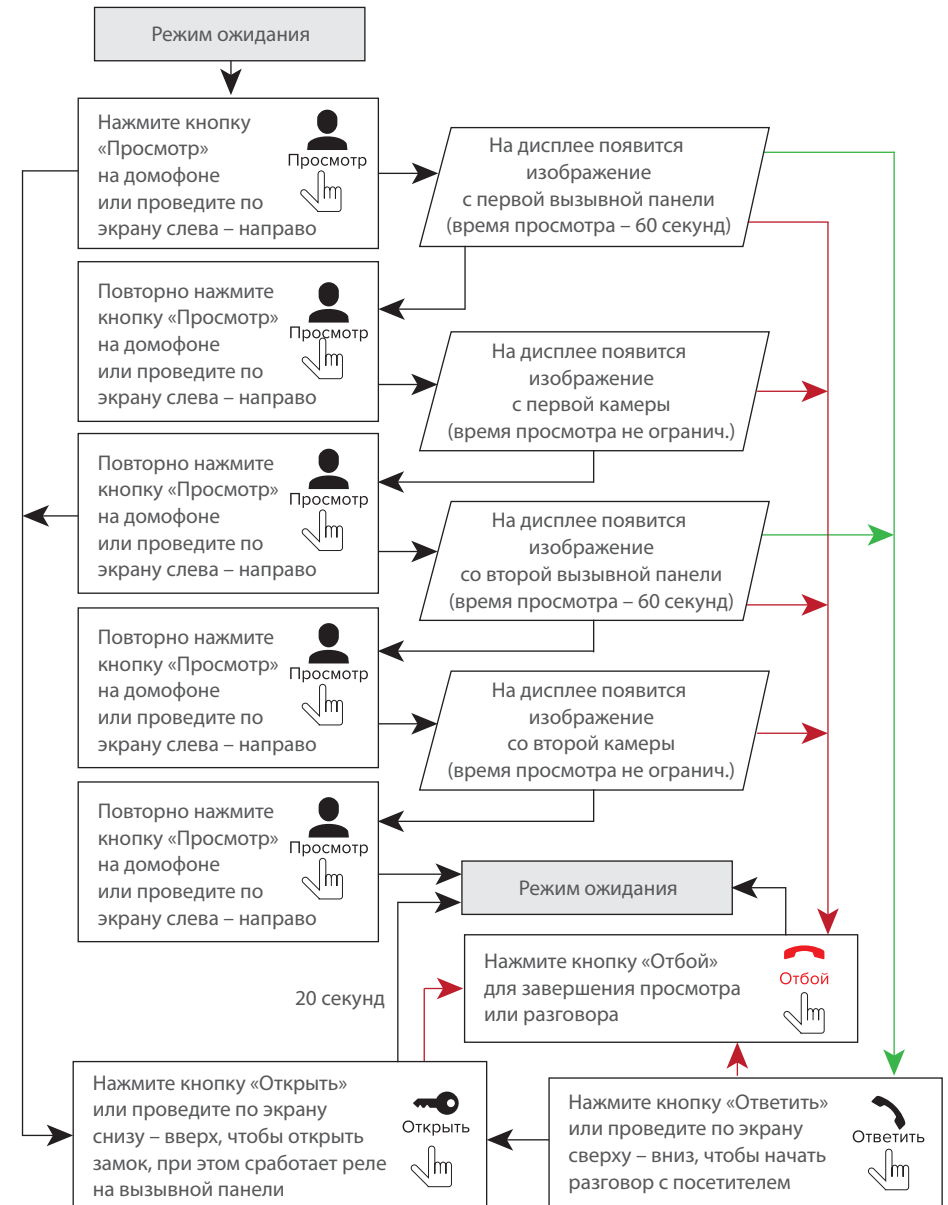 Режим ожидания
Нажмите кнопку
«Просмотр»
на домофоне
или проведите по
экрану слева – направо
Просмотр
На дисплее появится
изображение
с первой вызывной панели
(время просмотра – 60 секунд)
Повторно нажмите
кнопку «Просмотр»
на домофоне
или проведите по
экрану слева – направо
Просмотр
На дисплее появится
изображение
с первой камеры
(время просмотра не огранич.)
Повторно нажмите
кнопку «Просмотр»
на домофоне
или проведите по
экрану слева – направо
Просмотр
На дисплее появится
изображение
со второй вызывной панели
(время просмотра – 60 секунд)
Повторно нажмите
кнопку «Просмотр»
на домофоне
или проведите по
экрану слева – направо
Просмотр
На дисплее появится
изображение
со второй камеры
(время просмотра не огранич.)
Повторно нажмите
кнопку «Просмотр»
на домофоне
или проведите по
экрану слева – направо
Просмотр
Режим ожидания
Нажмите кнопку «Отбой»
для завершения просмотра
или разговора
Отбой
20 секунд
Нажмите кнопку «Открыть»
или проведите по экрану
снизу – вверх, чтобы открыть
замок, при этом сработает реле
на вызывной панели
Открыть
Нажмите кнопку «Ответить»
или проведите по экрану
сверху – вниз, чтобы начать
разговор с посетителем
Ответить